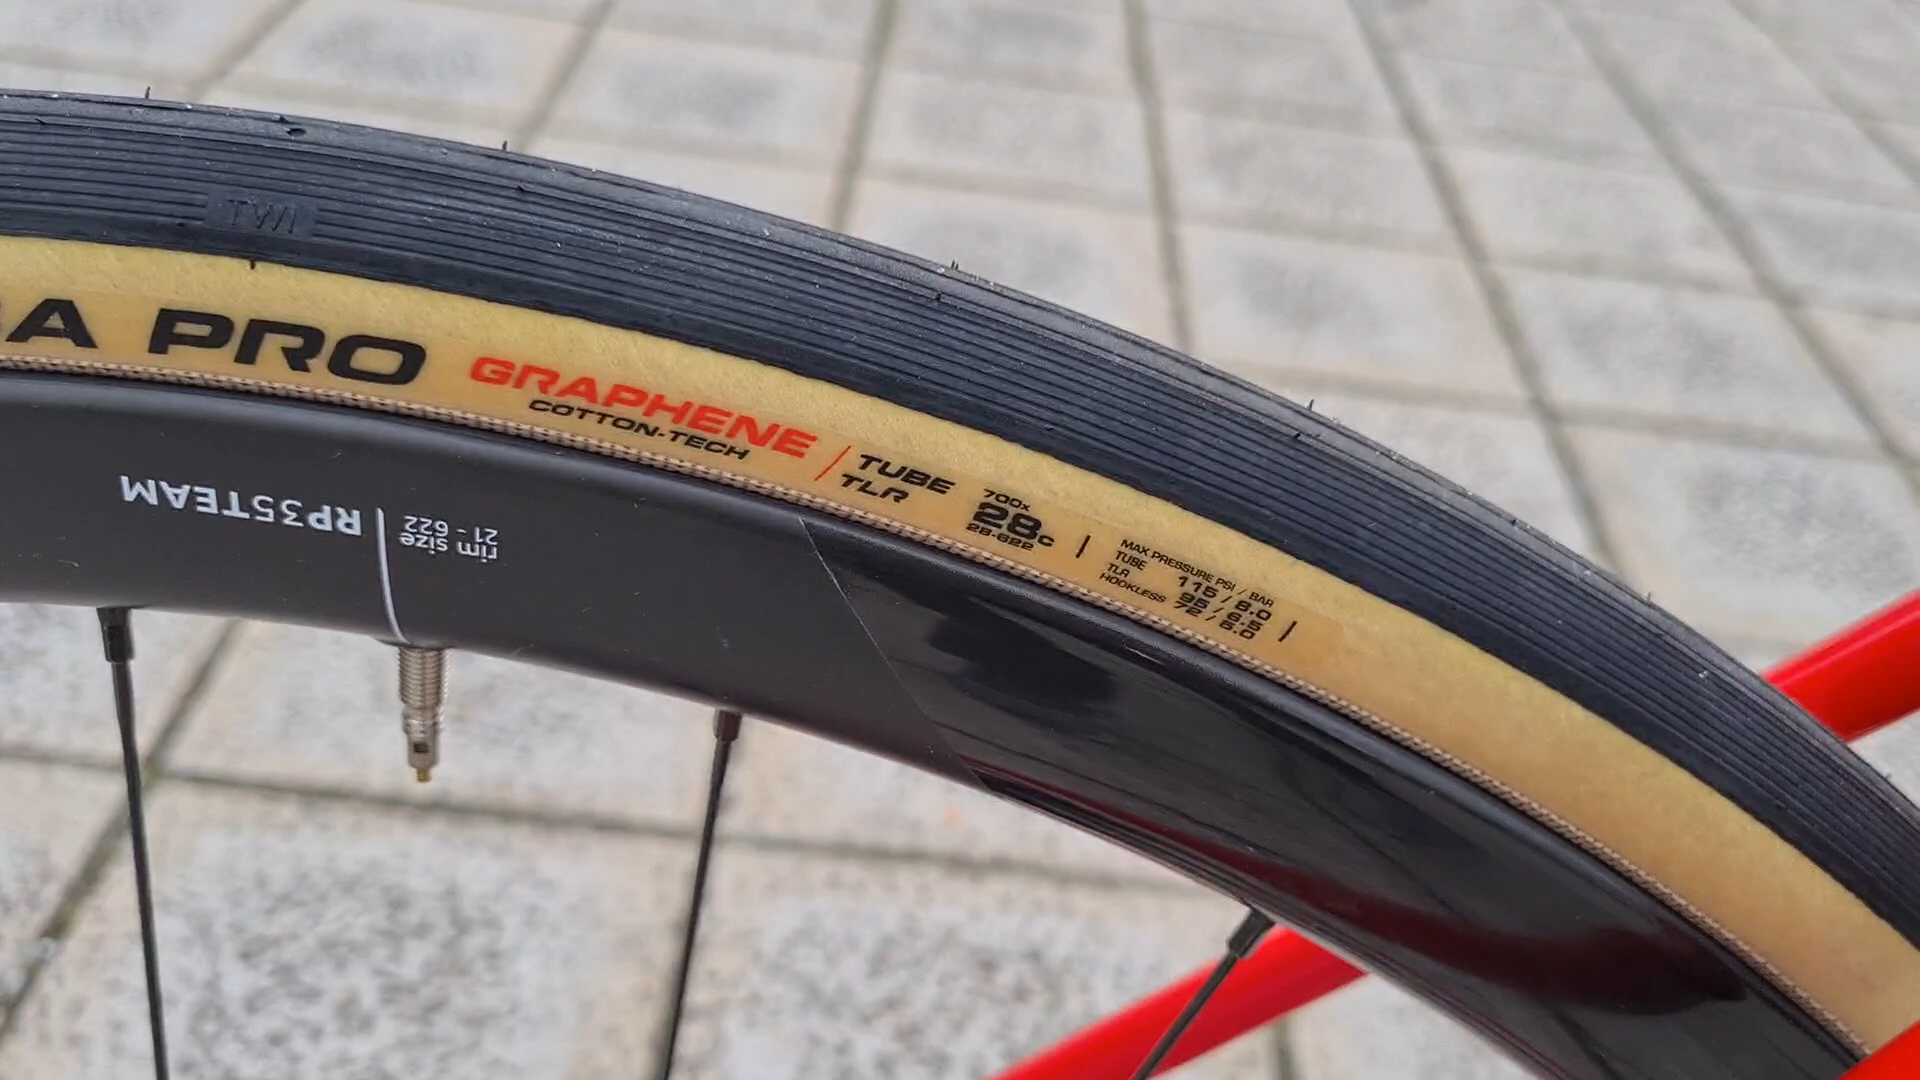 TWI
PRO
GRAPHENE
COTTON-TECH
TUBE
TLR
700x
28c
28-622
MAX PRESSURE PSI / BAR
TUBE 115 / 8.0
TLR 95 / 6.5
HOOKLESS 72 / 5.0
rim size
21 - 622
RP35TEAM